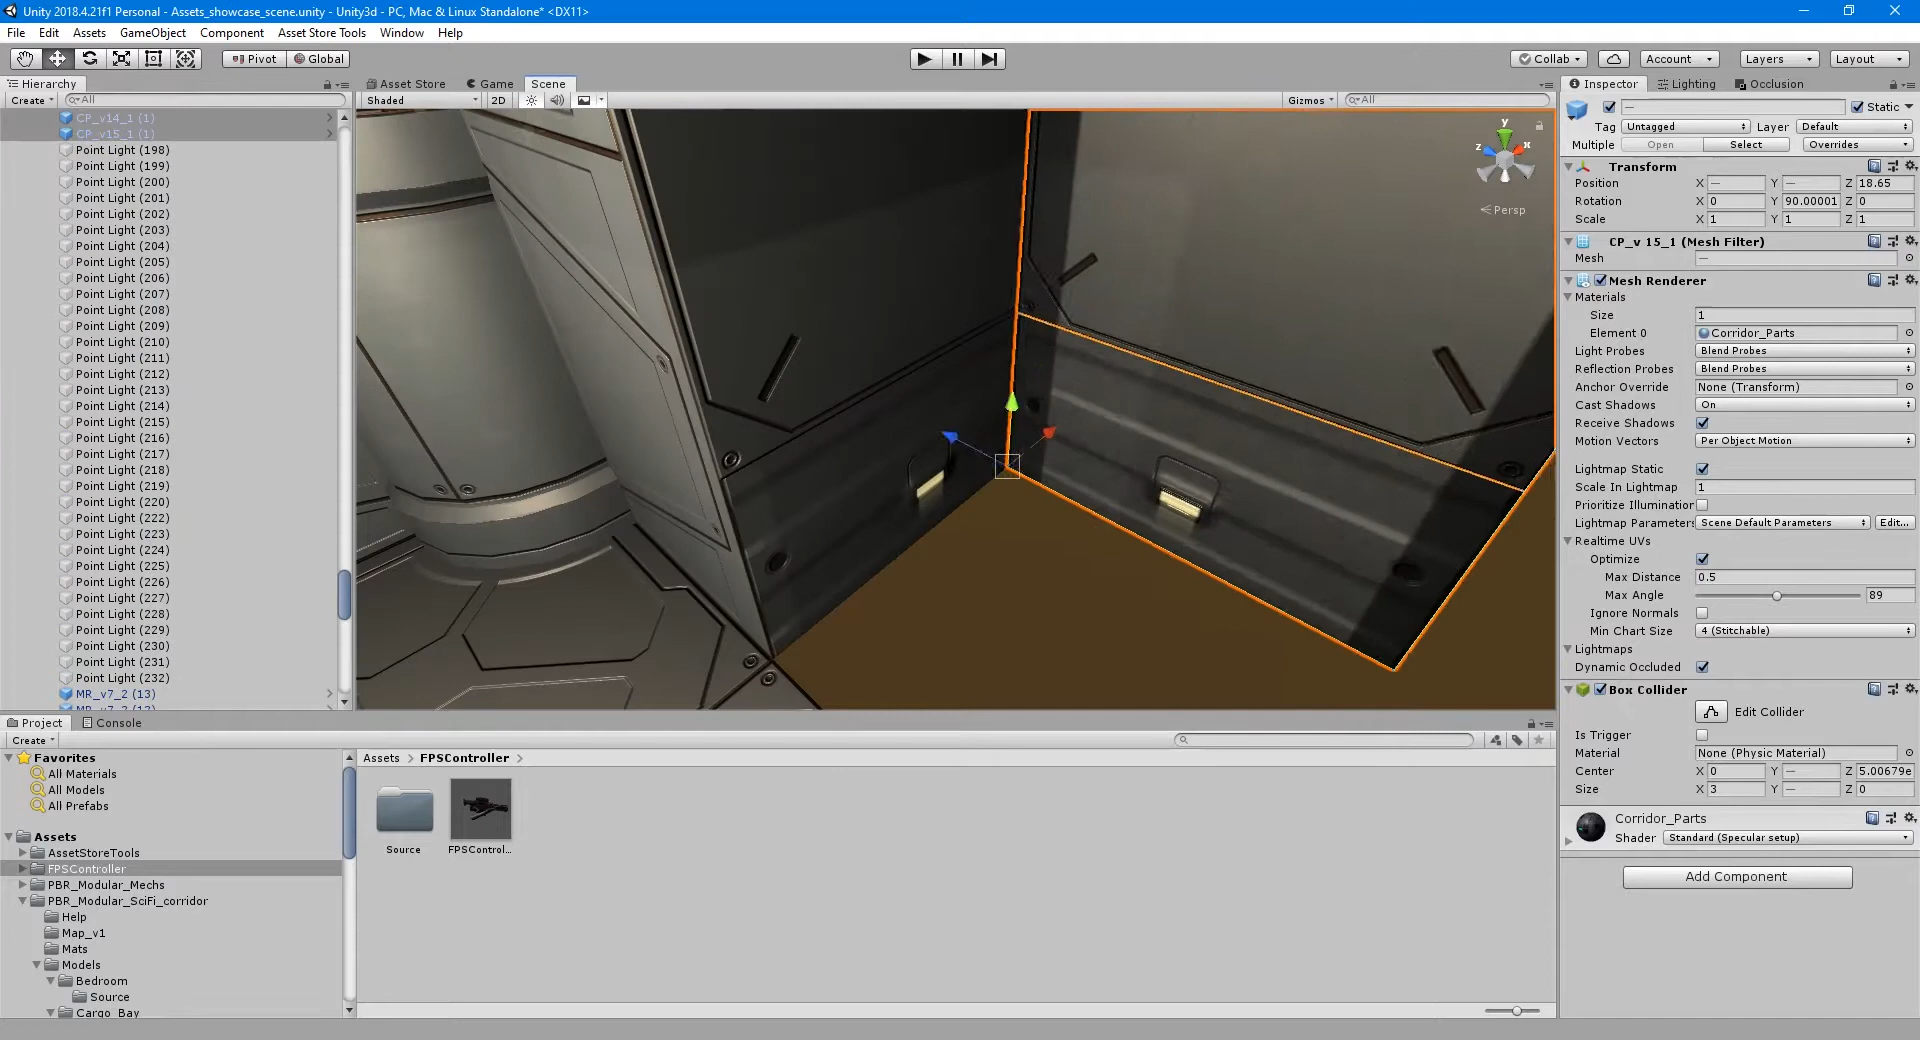 Unity 2018.4.21f1 Personal - Assets_showcase_scene.unity - Unity3d - PC, Mac & Linux Standalone* <DX11>
File Edit Assets GameObject Component Asset Store Tools Window Help
Pivot Global Collab Account Layers Layout
Hierarchy
Create All
CP_v14_1 (1)
CP_v15_1 (1)
Point Light (198)
Point Light (199)
Point Light (200)
Point Light (201)
Point Light (202)
Point Light (203)
Point Light (204)
Point Light (205)
Point Light (206)
Point Light (207)
Point Light (208)
Point Light (209)
Point Light (210)
Point Light (211)
Point Light (212)
Point Light (213)
Point Light (214)
Point Light (215)
Point Light (216)
Point Light (217)
Point Light (218)
Point Light (219)
Point Light (220)
Point Light (222)
Point Light (223)
Point Light (224)
Point Light (225)
Point Light (226)
Point Light (227)
Point Light (228)
Point Light (229)
Point Light (230)
Point Light (231)
Point Light (232)
MR_v7_2 (13)
Asset Store Game Scene
Shaded 2D Gizmos All
y
z x
Persp
Inspector Lighting Occlusion
— Static
Tag Untagged Layer Default
Multiple Open Select Overrides
Transform
Position X — Y — Z 18.65
Rotation X 0 Y 90.00001 Z 0
Scale X 1 Y 1 Z 1
CP_v 15_1 (Mesh Filter)
Mesh —
Mesh Renderer
Materials
Size 1
Element 0 Corridor_Parts
Light Probes Blend Probes
Reflection Probes Blend Probes
Anchor Override None (Transform)
Cast Shadows On
Receive Shadows
Motion Vectors Per Object Motion
Lightmap Static
Scale In Lightmap 1
Prioritize Illumination
Lightmap Parameters Scene Default Parameters Edit...
Realtime UVs
Optimize
Max Distance 0.5
Max Angle 89
Ignore Normals
Min Chart Size 4 (Stitchable)
Lightmaps
Dynamic Occluded
Box Collider
Edit Collider
Is Trigger
Material None (Physic Material)
Center X 0 Y — Z 5.00679e
Size X 3 Y — Z 0
Corridor_Parts
Shader Standard (Specular setup)
Add Component
Project Console
Create
Favorites
All Materials
All Models
All Prefabs
Assets
AssetStoreTools
FPSController
PBR_Modular_Mechs
PBR_Modular_SciFi_corridor
Help
Map_v1
Mats
Models
Bedroom
Source
Cargo_Bay
Assets > FPSController >
Source FPSControl...